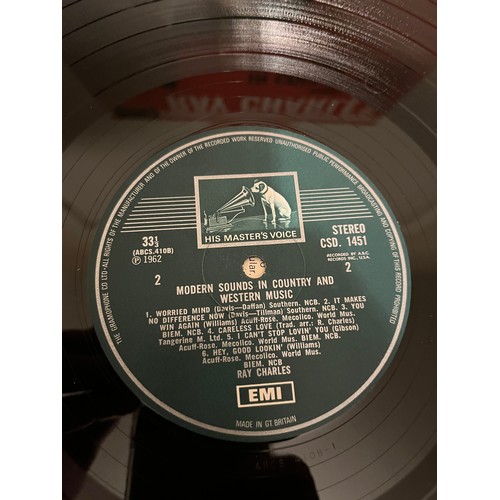 RAY CHARLES
THE GRAMOPHONE CO LTD · ALL RIGHTS OF THE MANUFACTURER AND OF THE OWNER OF THE RECORDED WORK RESERVED UNAUTHORISED PUBLIC PERFORMANCE BROADCASTING AND COPYING OF THIS RECORD PROHIBITED
HIS MASTER'S VOICE
33⅓
(ABCS.410B)
℗ 1962
STEREO
CSD. 1451
RECORDED BY A.B.C.
RECORDS INC., U.S.A.
2
2
MODERN SOUNDS IN COUNTRY AND
WESTERN MUSIC
1. WORRIED MIND (Davis—Daffan) Southern. NCB. 2. IT MAKES
NO DIFFERENCE NOW (Davis—Tillman) Southern. NCB 3. YOU
WIN AGAIN (Williams) Acuff-Rose. Mecolico. World Mus.
BIEM. NCB 4. CARELESS LOVE (Trad. arr. R. Charles)
Tangerine M. Ltd. 5. I CAN'T STOP LOVIN' YOU (Gibson)
Acuff-Rose. Mecolico. World Mus. BIEM. NCB
6. HEY, GOOD LOOKIN' (Williams)
Acuff-Rose. Mecolico. World Mus.
BIEM. NCB
RAY CHARLES
EMI
MADE IN GT BRITAIN